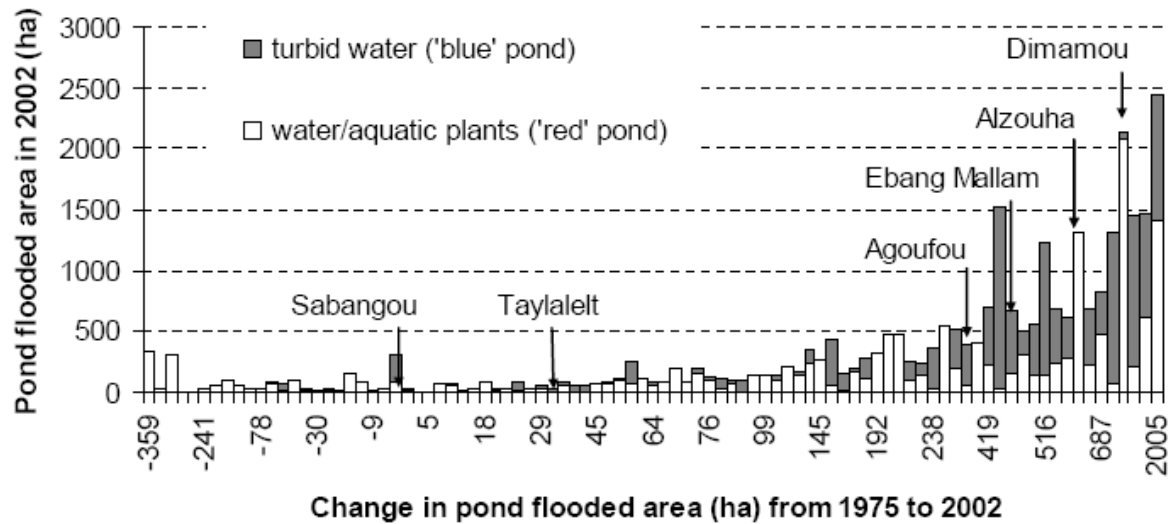 Pond flooded area in 2002 (ha)
3000
2500
2000
1500
1000
500
0
turbid water ('blue' pond)
water/aquatic plants ('red' pond)
Dimamou
Alzouha
Ebang Mallam
Agoufou
Sabangou
Taylalelt
-359
-241
-78
-30
-9
5
18
29
45
64
76
99
145
192
238
419
516
687
2005
Change in pond flooded area (ha) from 1975 to 2002